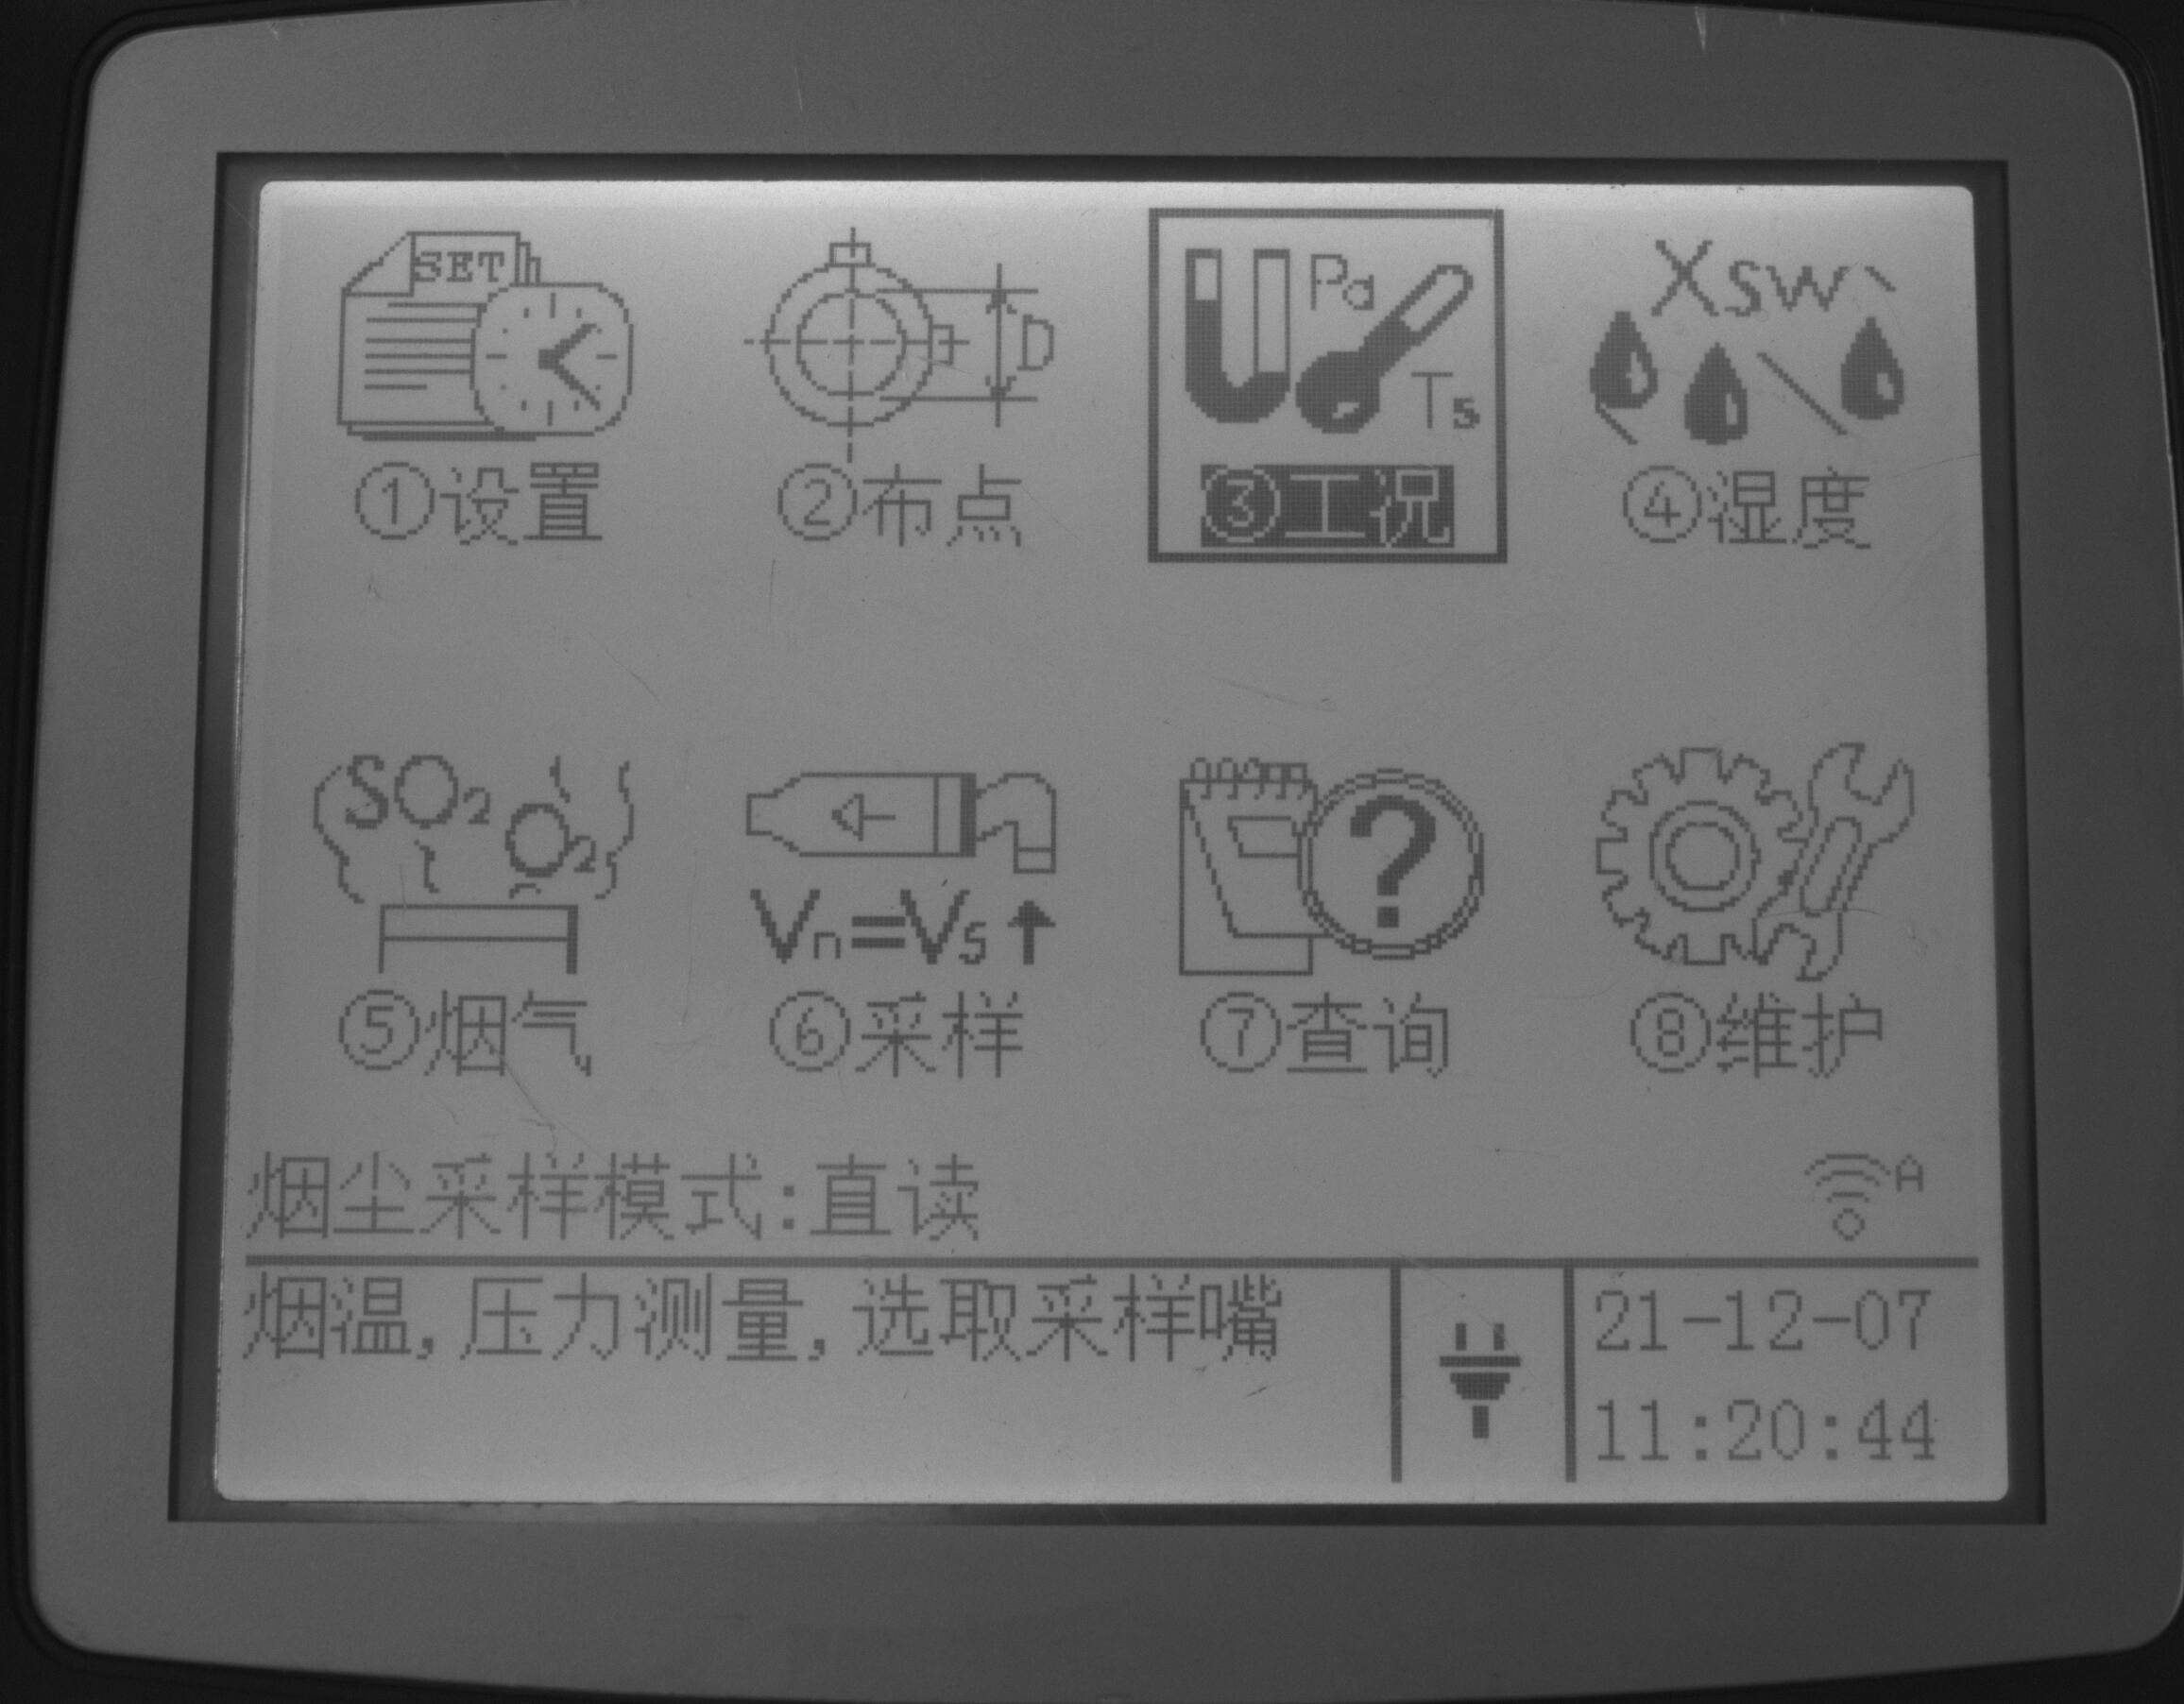 SET
Pd
Ts
Xsw
①设置 ②布点 ③工况 ④湿度
SO₂
O₂
D
Vn=Vs↑
?
⑤烟气 ⑥采样 ⑦查询 ⑧维护
烟尘采样模式:直读
A
烟温,压力测量,选取采样嘴
21-12-07
11:20:44